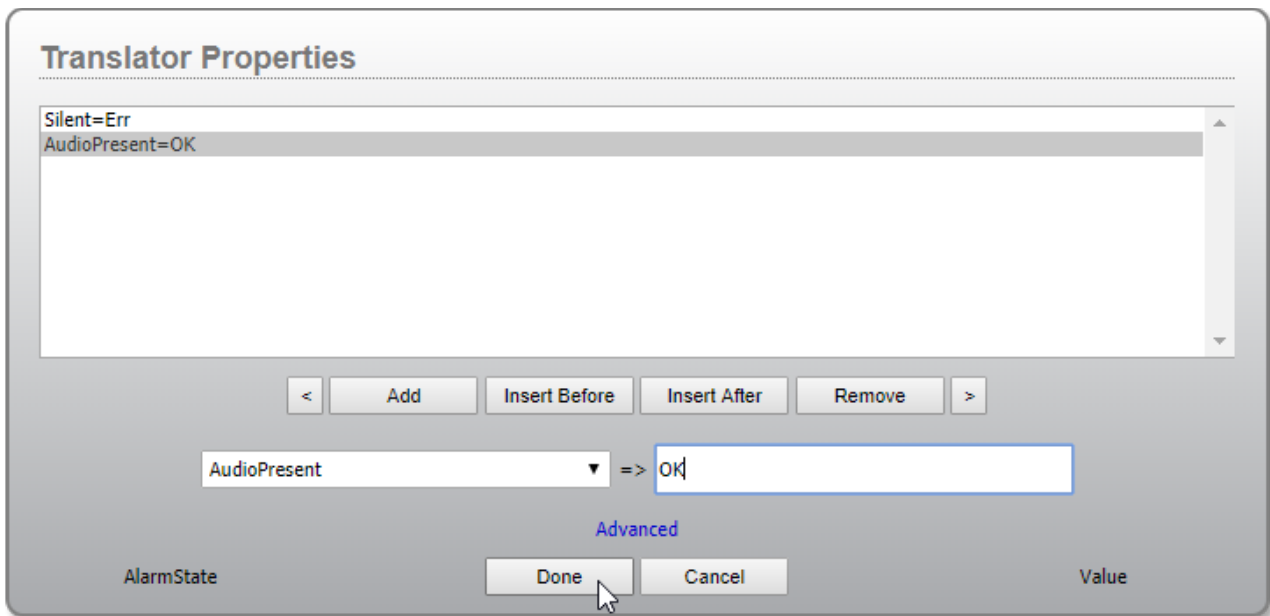 Translator Properties
Silent=Err
AudioPresent=OK
< Add Insert Before Insert After Remove >
AudioPresent => OK
Advanced
AlarmState Done Cancel Value